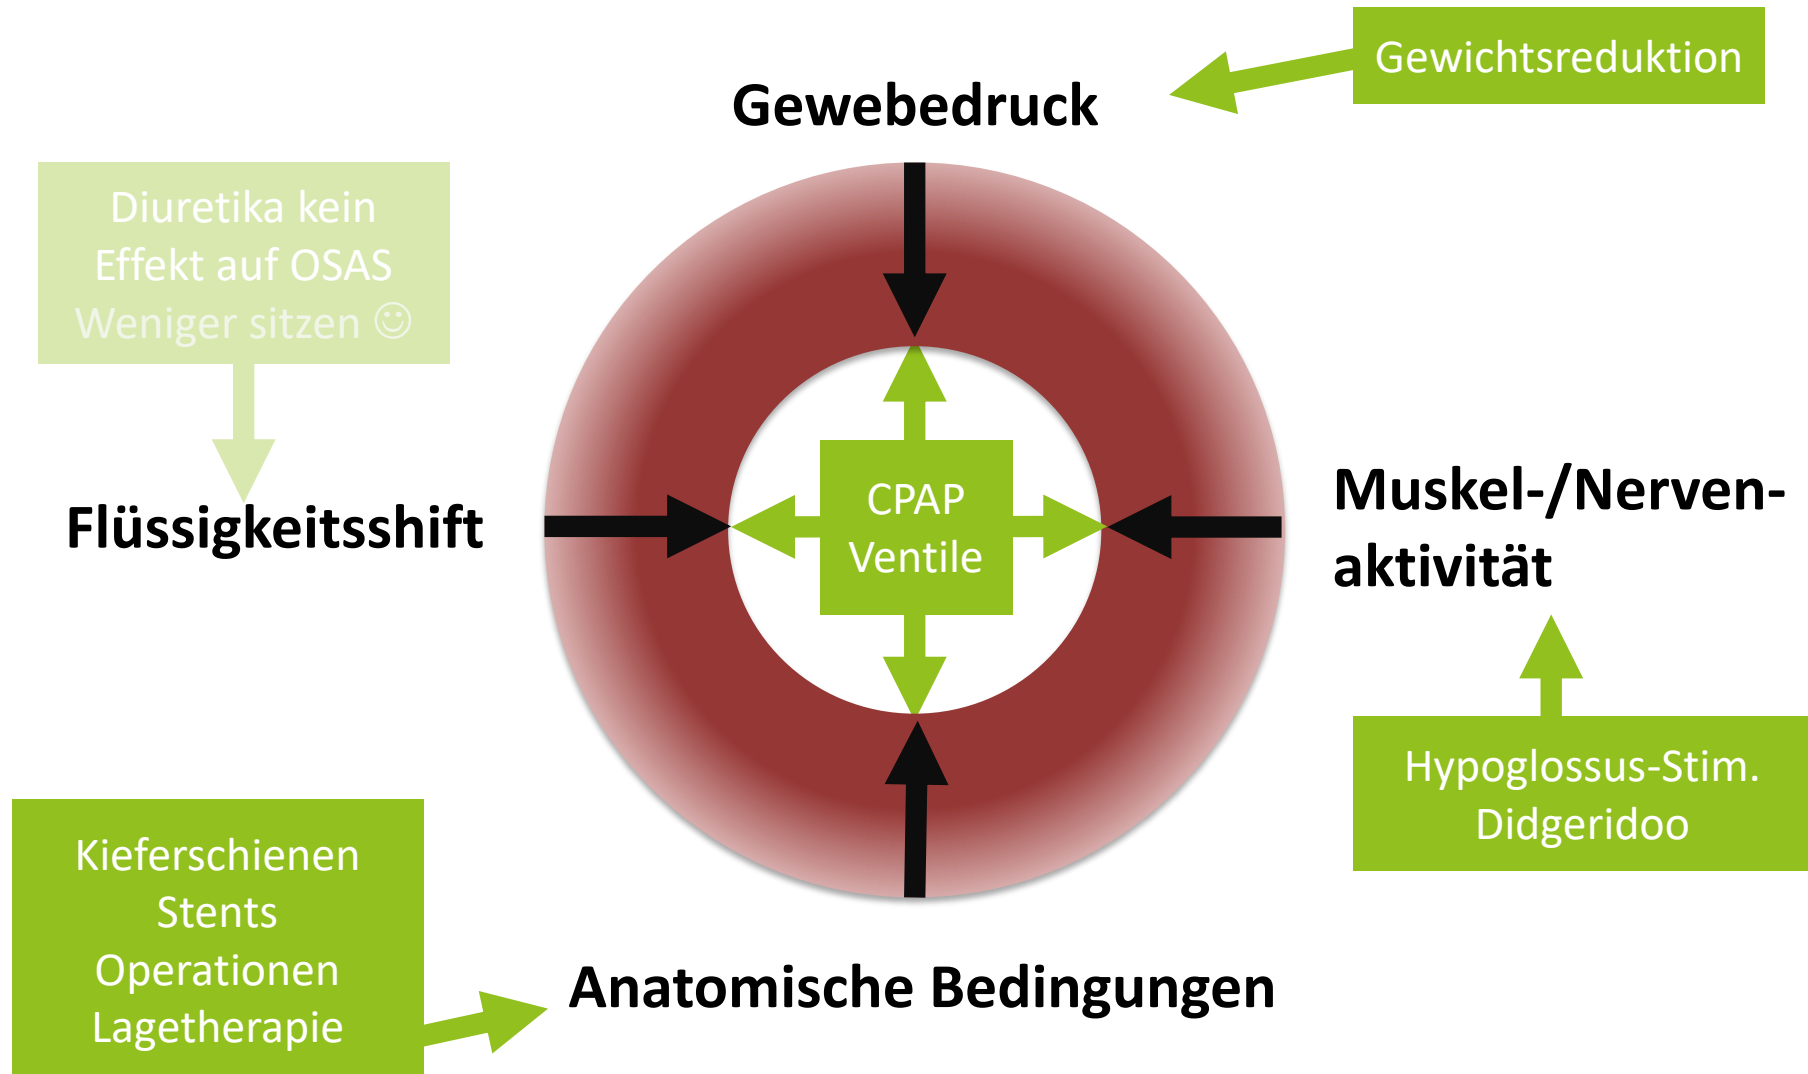 Gewichtsreduktion
Gewebedruck
Diuretika kein
Effekt auf OSAS
Weniger sitzen ☺
Flüssigkeitsshift
CPAP
Ventile
Muskel-/Nerven-
aktivität
Hypoglossus-Stim.
Didgeridoo
Kieferschienen
Stents
Operationen
Lagetherapie
Anatomische Bedingungen